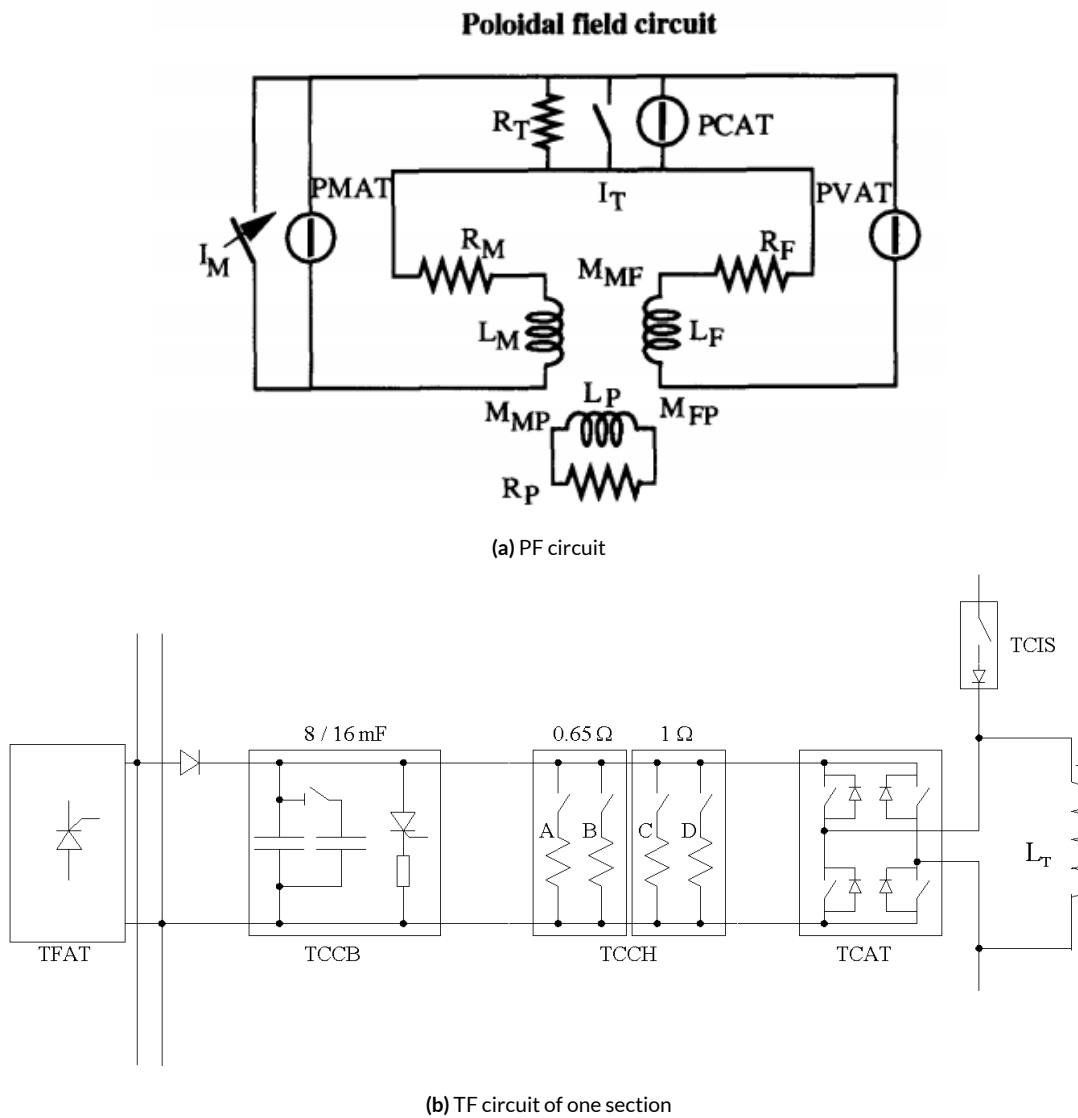 Poloidal field circuit
R_T
PCAT
PMAT
I_T
PVAT
I_M
R_M
M_MF
R_F
L_M
L_F
M_MP
L_P
M_FP
R_P
(a) PF circuit
TCIS
8 / 16 mF
0.65 Ω
1 Ω
A
B
C
D
L_T
TFAT
TCCB
TCCH
TCAT
(b) TF circuit of one section